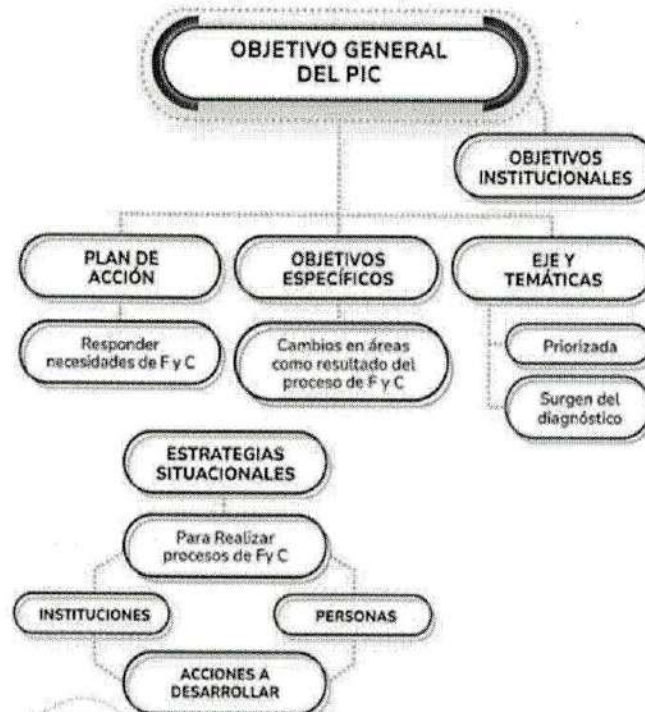 OBJETIVO GENERAL
DEL PIC
OBJETIVOS
INSTITUCIONALES
PLAN DE
ACCIÓN
OBJETIVOS
ESPECÍFICOS
EJE Y
TEMÁTICAS
Responder
necesidades de F y C
Cambios en áreas
como resultado del
proceso de F y C
Priorizada
Surgen del
diagnóstico
ESTRATEGIAS
SITUACIONALES
Para Realizar
procesos de Fy C
INSTITUCIONES
PERSONAS
ACCIONES A
DESARROLLAR